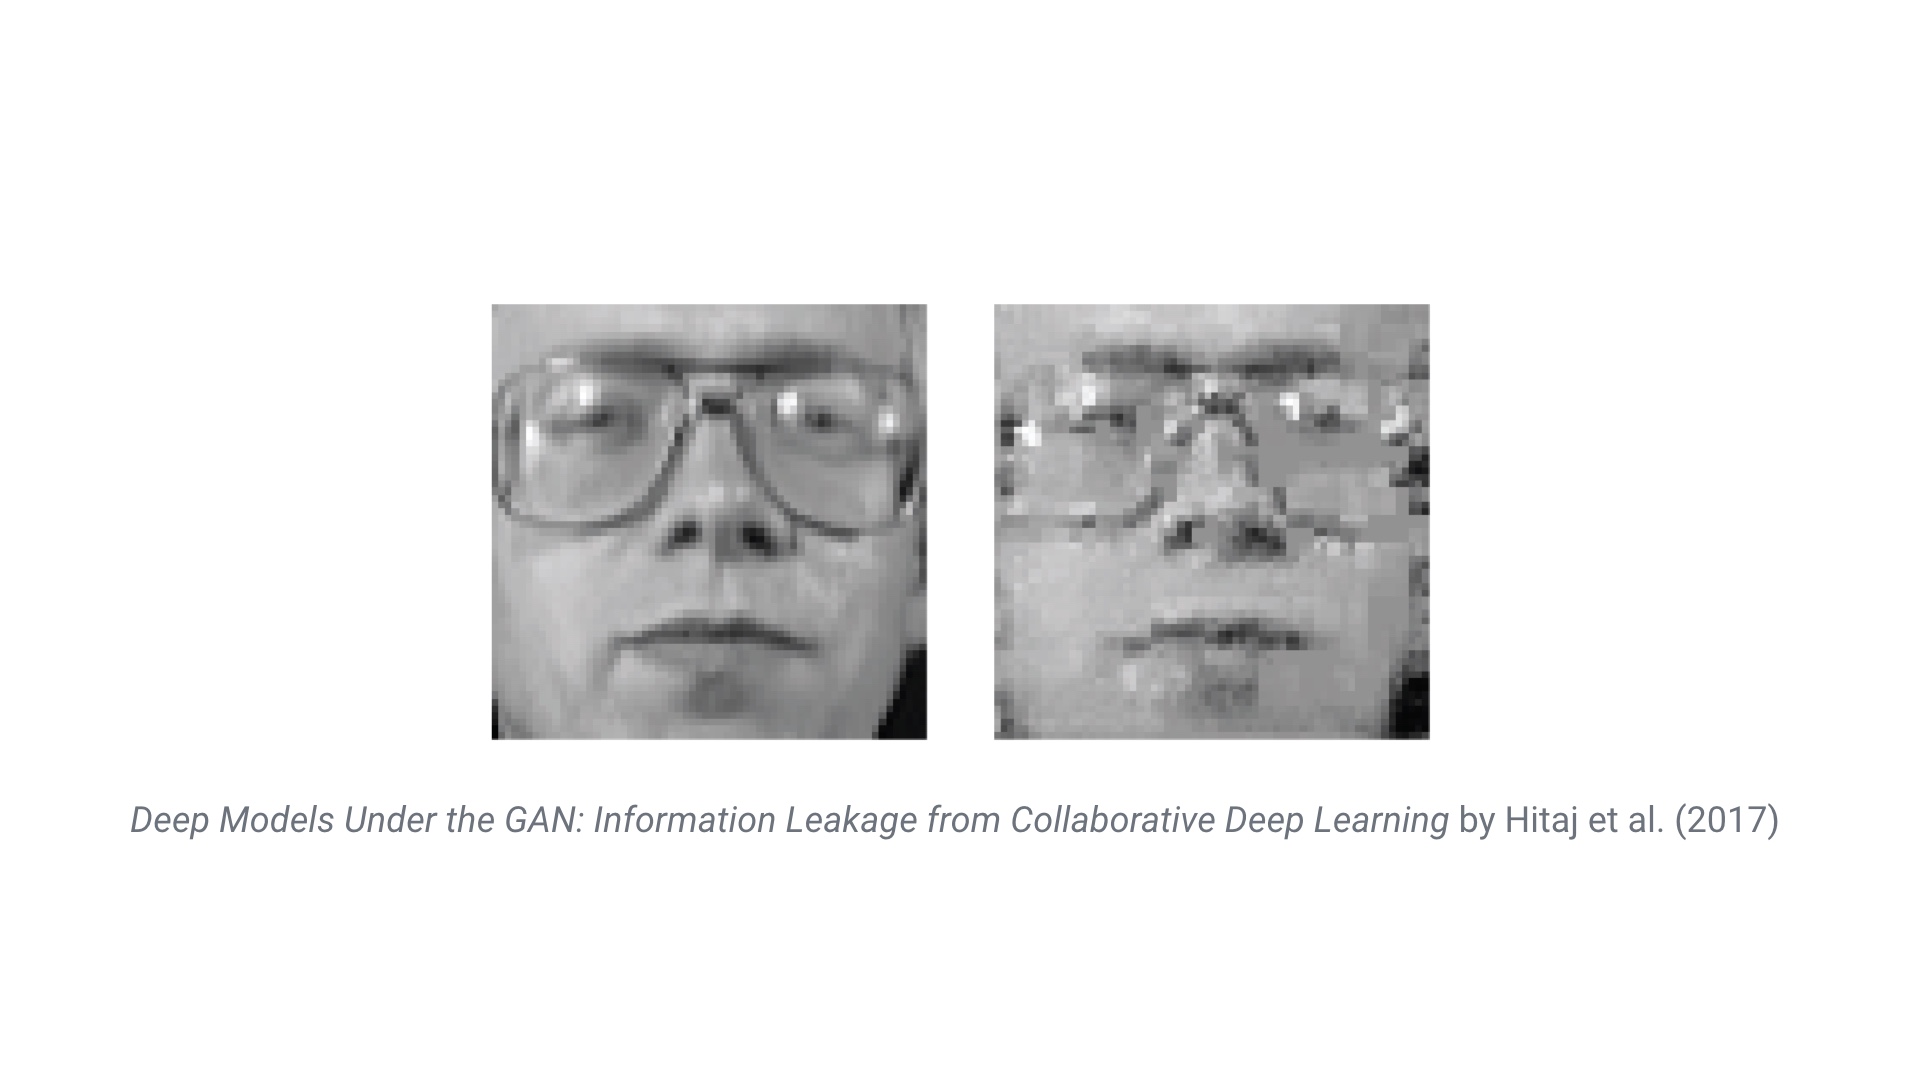 Deep Models Under the GAN: Information Leakage from Collaborative Deep Learning by Hitaj et al. (2017)